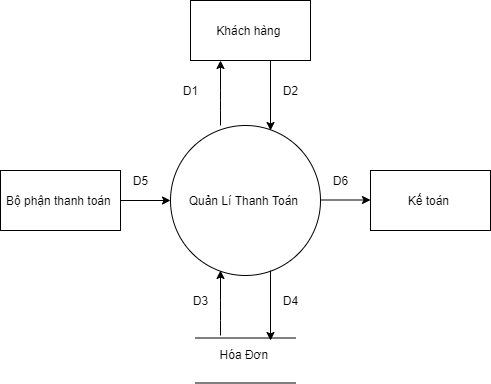 Khách hàng
D1
D2
Bộ phận thanh toán
D5
Quản Lí Thanh Toán
D6
Kế toán
D3
D4
Hóa Đơn